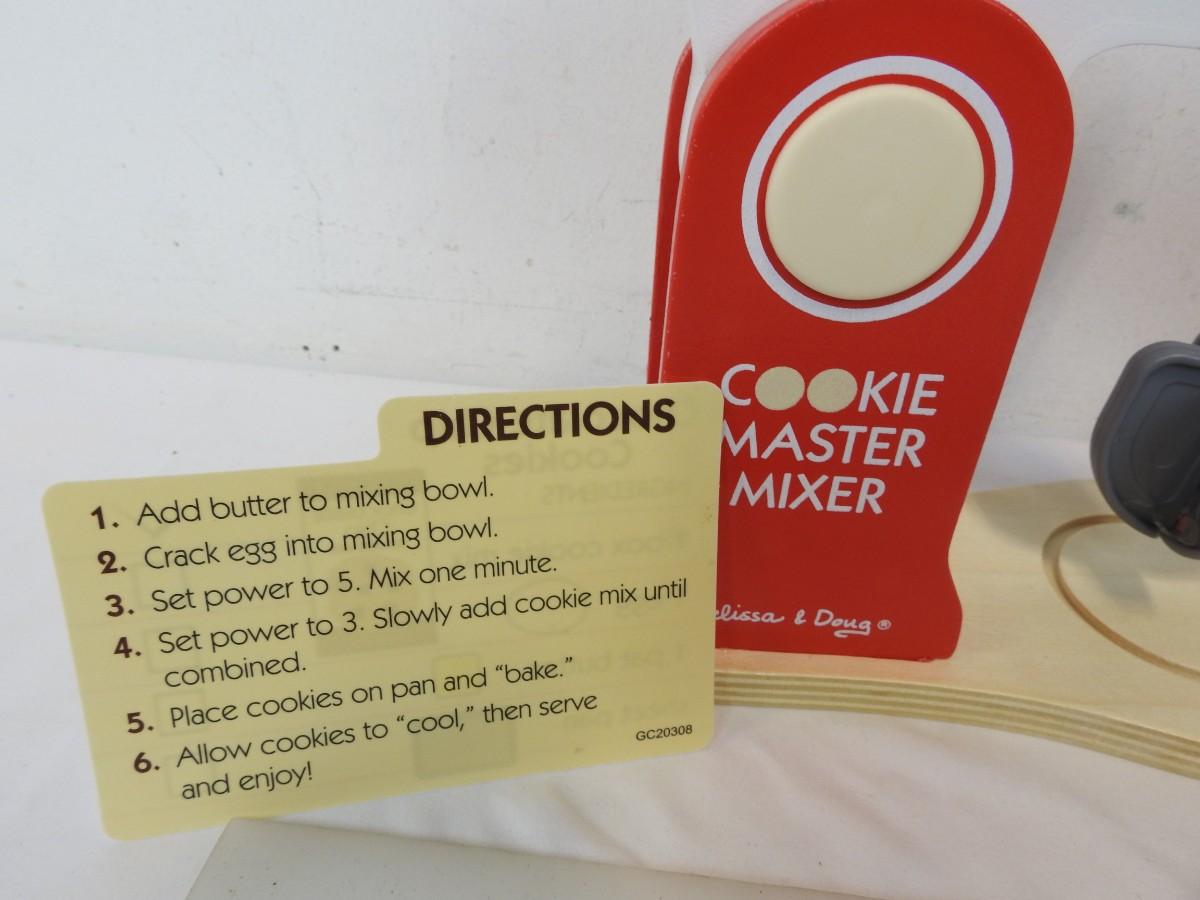 DIRECTIONS
1. Add butter to mixing bowl.
2. Crack egg into mixing bowl.
3. Set power to 5. Mix one minute.
4. Set power to 3. Slowly add cookie mix until
combined.
5. Place cookies on pan and “bake.”
6. Allow cookies to “cool,” then serve
and enjoy!
GC20308
COOKIE
MASTER
MIXER
elissa & Doug®